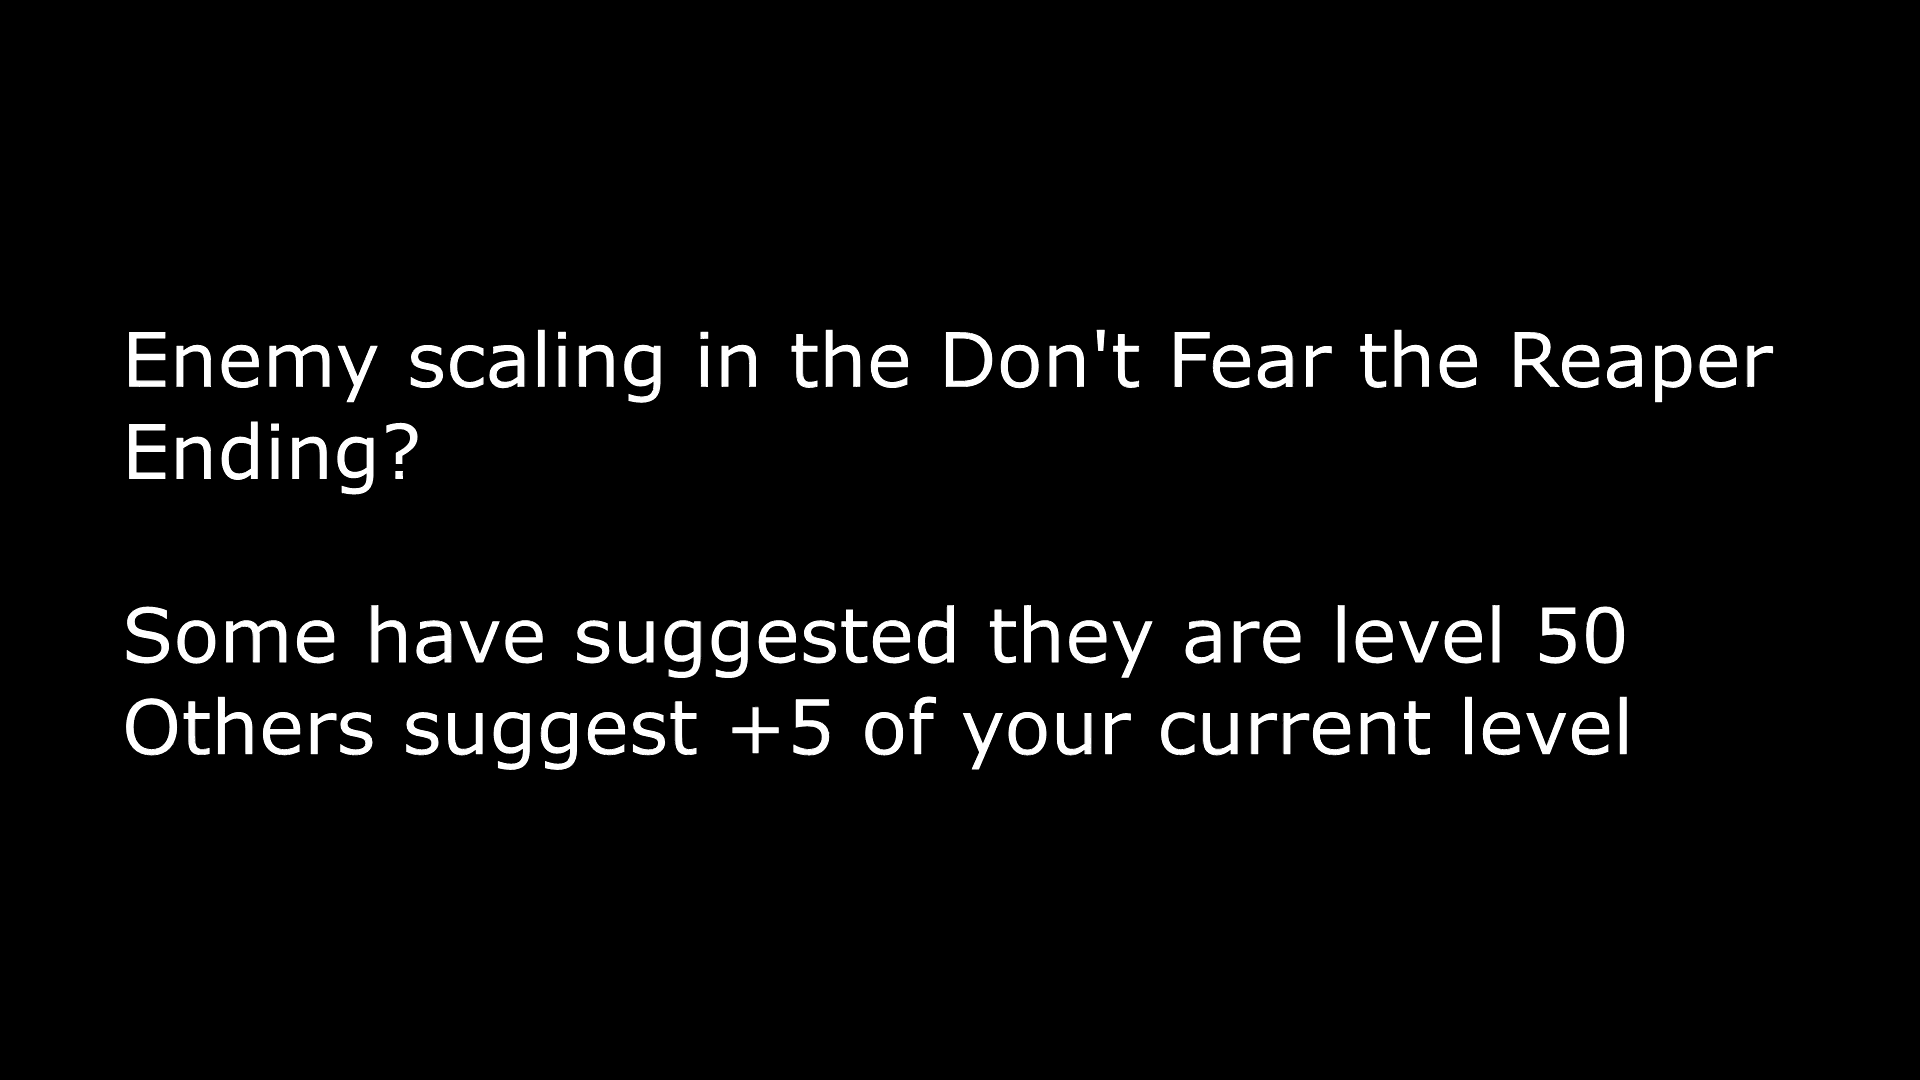 Enemy scaling in the Don't Fear the Reaper
Ending?
Some have suggested they are level 50
Others suggest +5 of your current level